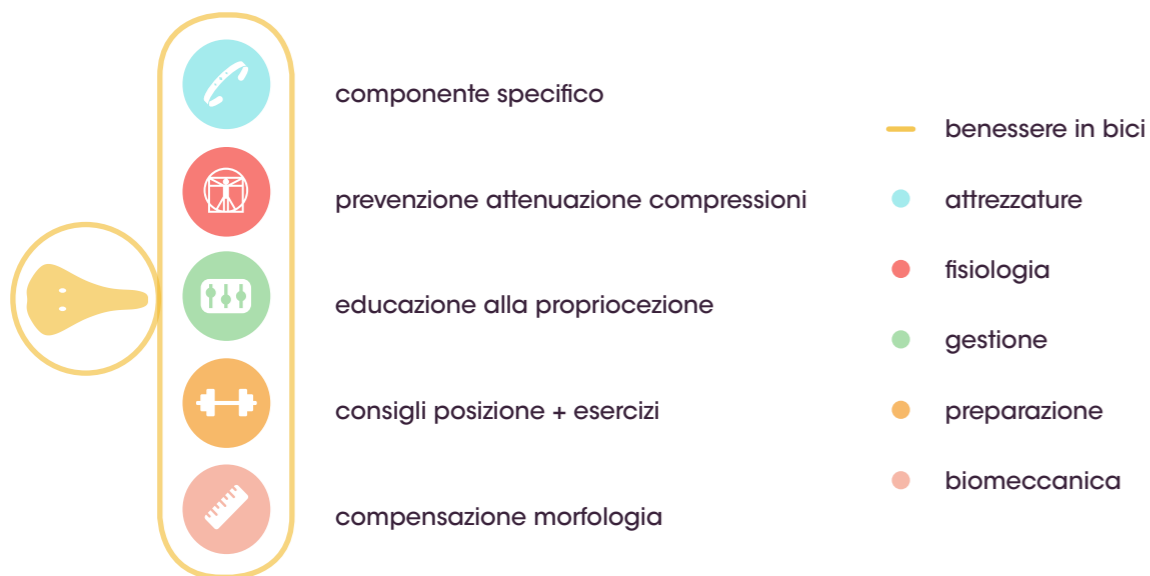 componente specifico
prevenzione attenuazione compressioni
educazione alla propriocezione
consigli posizione + esercizi
compensazione morfologia
benessere in bici
attrezzature
fisiologia
gestione
preparazione
biomeccanica